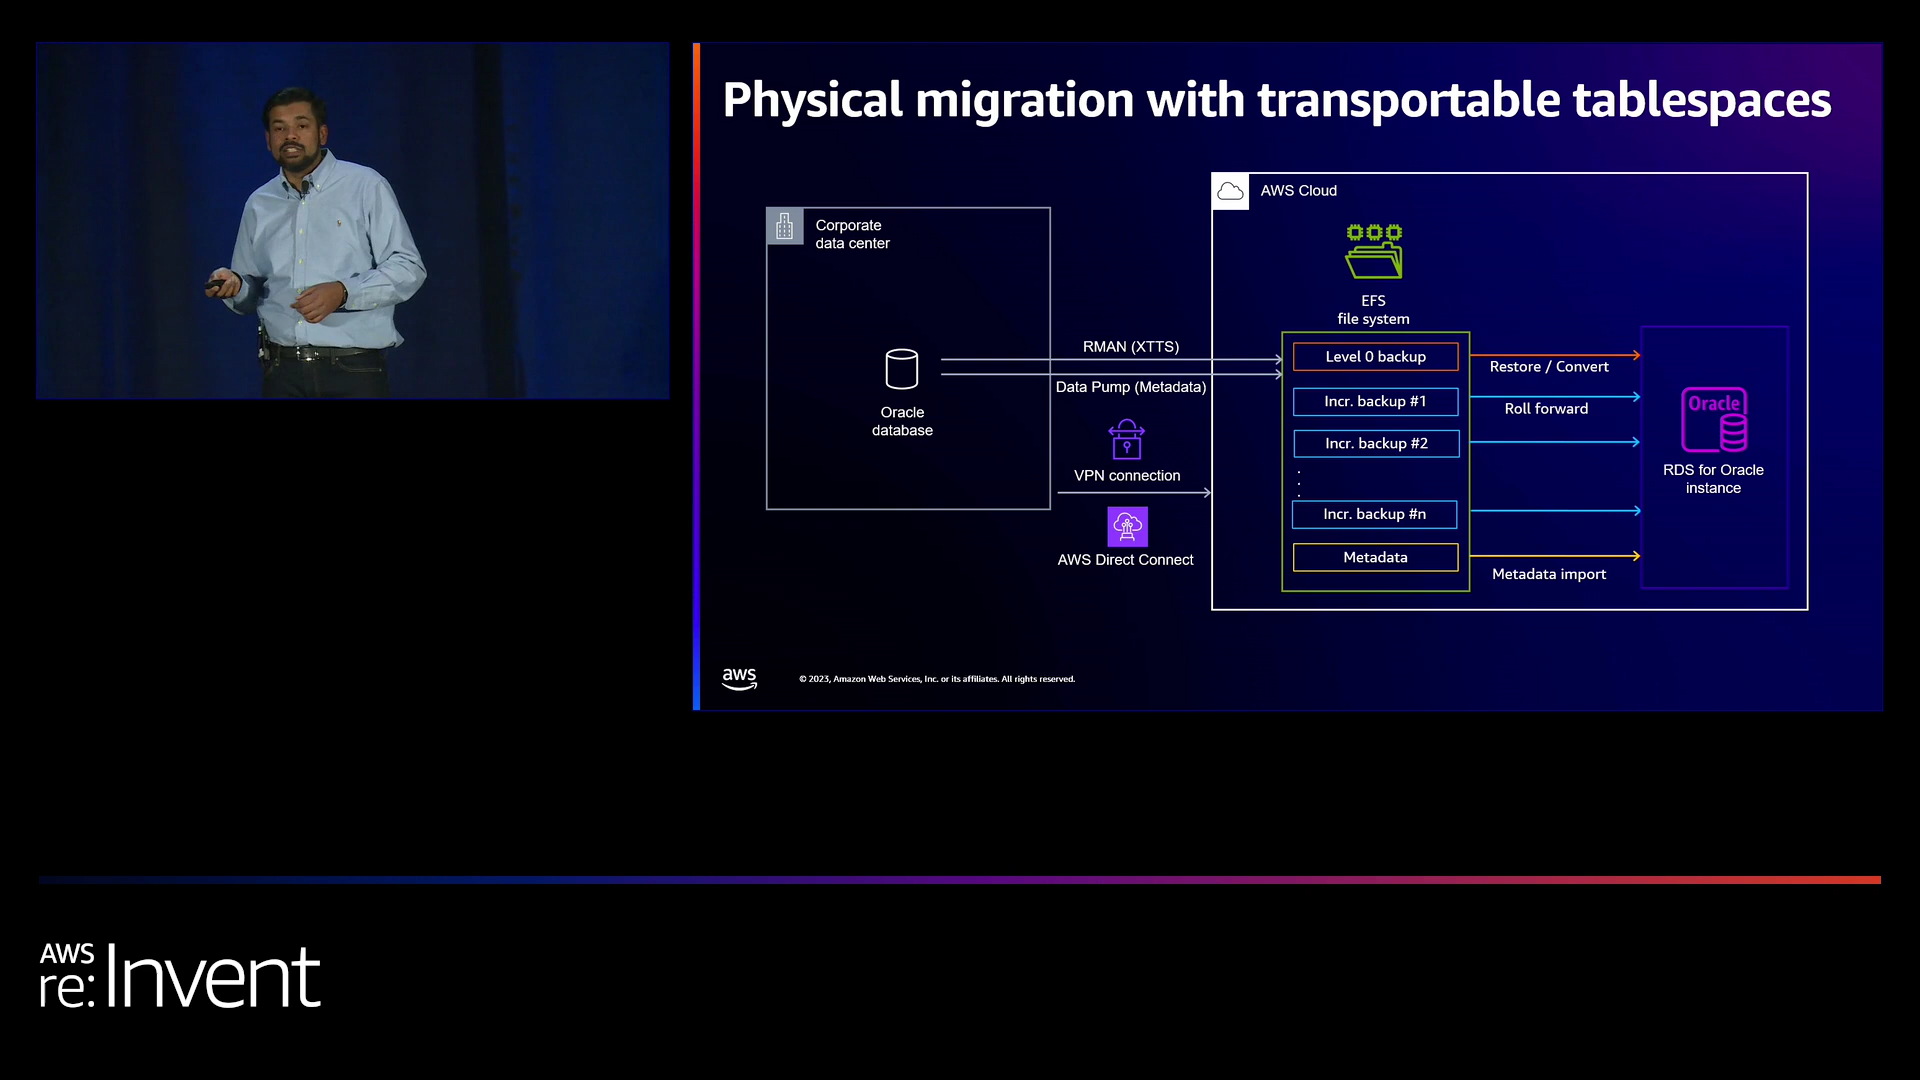 Physical migration with transportable tablespaces
Corporate
data center
Oracle
database
RMAN (XTTS)
Data Pump (Metadata)
VPN connection
AWS Direct Connect
AWS Cloud
EFS
file system
Level 0 backup
Incr. backup #1
Incr. backup #2
.
.
.
Incr. backup #n
Metadata
Restore / Convert
Roll forward
Metadata import
Oracle
RDS for Oracle
instance
aws
© 2023, Amazon Web Services, Inc. or its affiliates. All rights reserved.
AWS
re:Invent